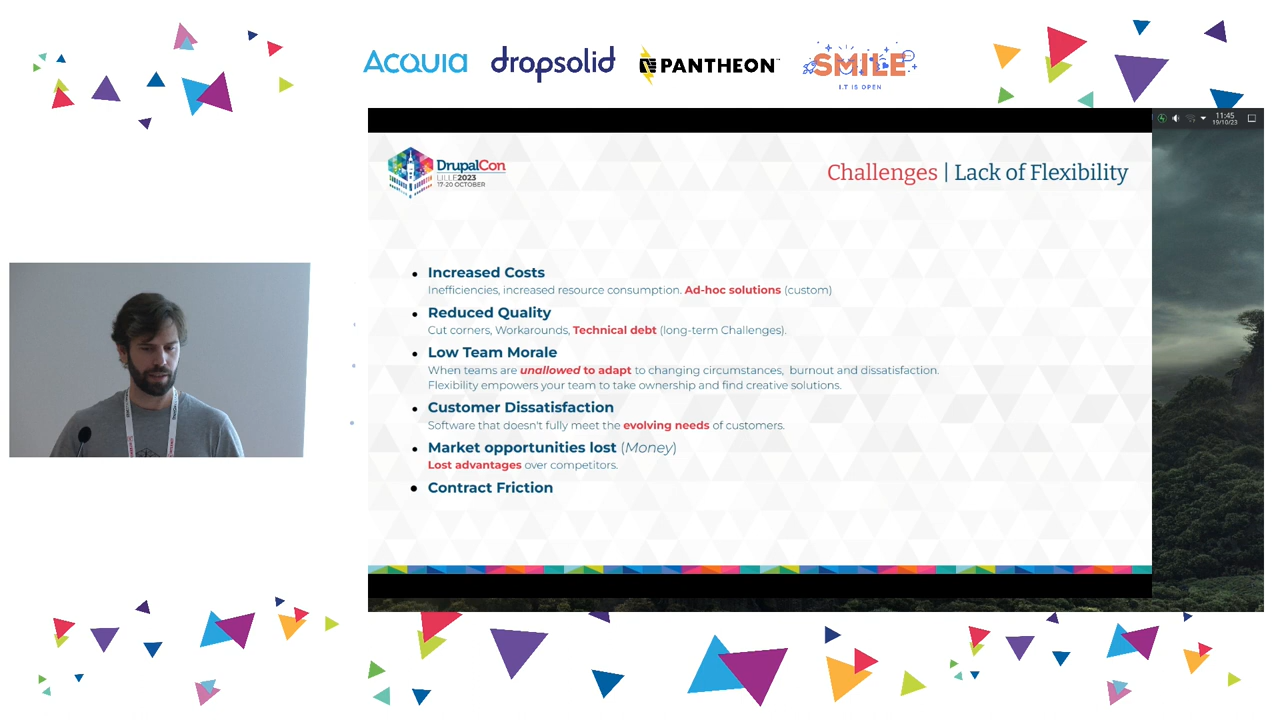 ACQUIA dropsolid PANTHEON SMILE
I.T IS OPEN
11:45
19/10/23
DrupalCon
LILLE2023
17-20 OCTOBER
Challenges | Lack of Flexibility
• Increased Costs
Inefficiencies, increased resource consumption. Ad-hoc solutions (custom)
• Reduced Quality
Cut corners, Workarounds, Technical debt (long-term Challenges).
• Low Team Morale
When teams are unallowed to adapt to changing circumstances, burnout and dissatisfaction.
Flexibility empowers your team to take ownership and find creative solutions.
• Customer Dissatisfaction
Software that doesn't fully meet the evolving needs of customers.
• Market opportunities lost (Money)
Lost advantages over competitors.
• Contract Friction